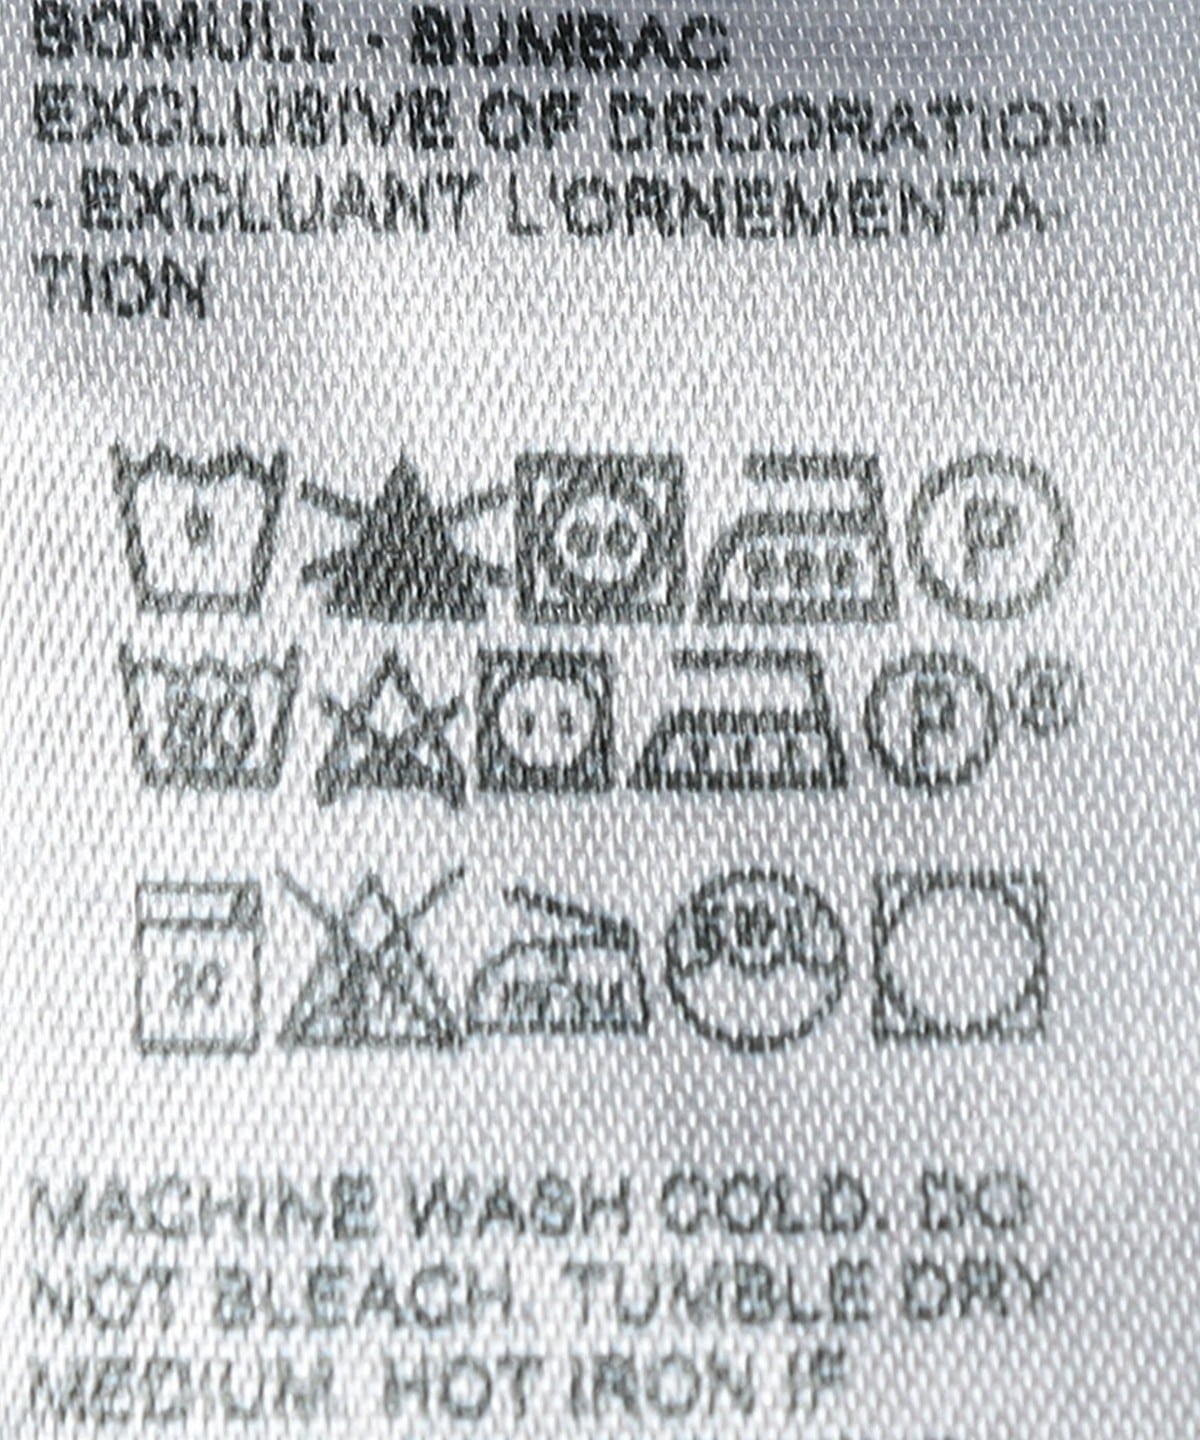 BOMULL · BUMBAC
EXCLUSIVE OF DECORATION
· EXCLUANT L'ORNEMENTA-
TION
P
P
MACHINE WASH COLD. DO
NOT BLEACH. TUMBLE DRY
MEDIUM. HOT IRON IF